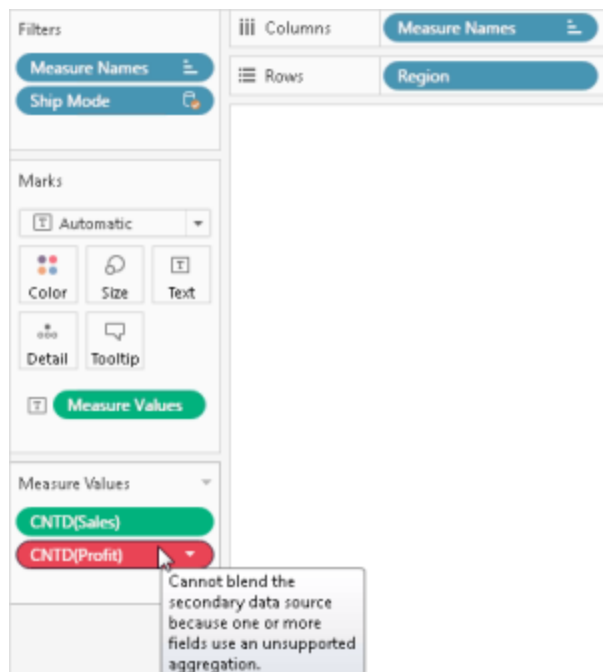 Filters
Measure Names
Ship Mode
Columns
Measure Names
Rows
Region
Marks
Automatic
Color
Size
Text
Detail
Tooltip
Measure Values
Measure Values
CNTD(Sales)
CNTD(Profit)
Cannot blend the
secondary data source
because one or more
fields use an unsupported
aggregation.